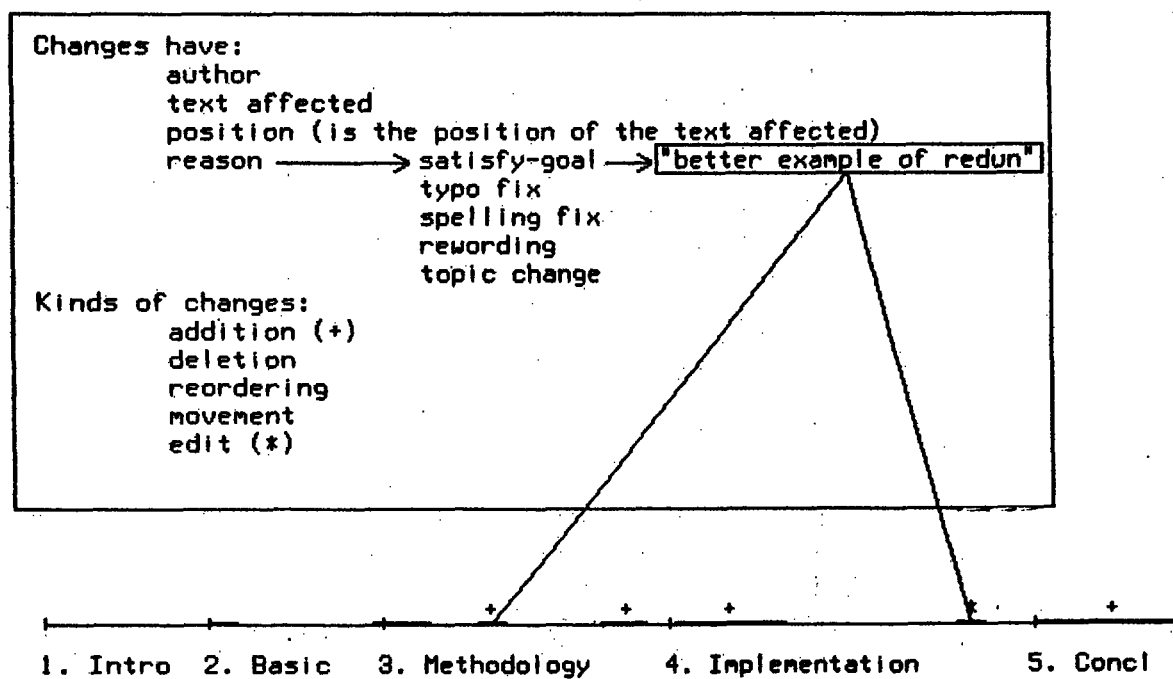 Changes have:
author
text affected
position (is the position of the text affected)
reason satisfy-goal "better example of redun"
typo fix
spelling fix
rewording
topic change
Kinds of changes:
addition (+)
deletion
reordering
movement
edit (*)
+ + + * +
1. Intro 2. Basic 3. Methodology 4. Implementation 5. Concl